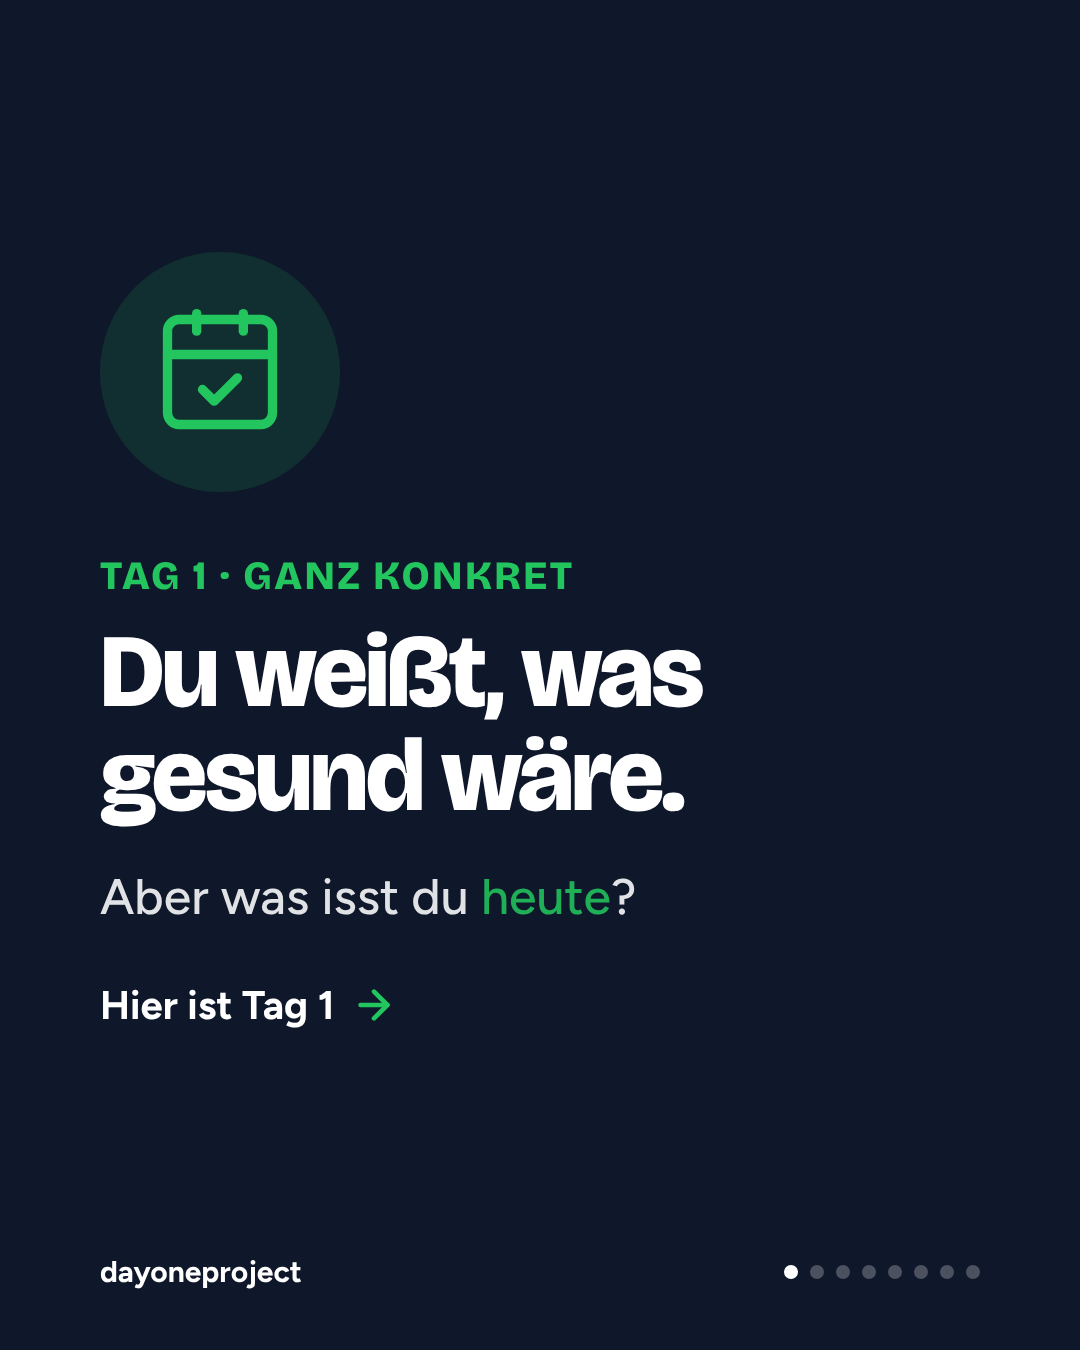 TAG 1 · GANZ KONKRET
Du weißt, was
gesund wäre.
Aber was isst du heute?
Hier ist Tag 1 →
dayoneproject